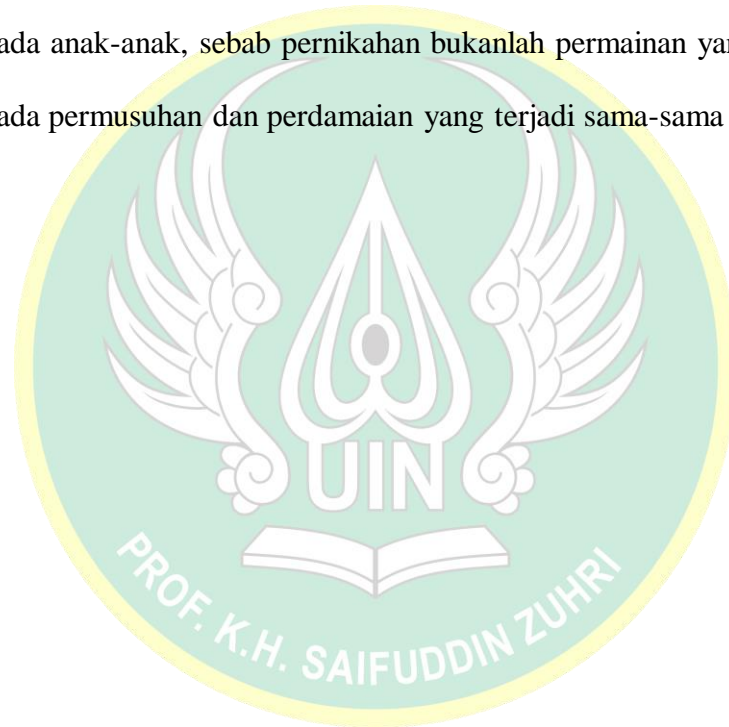 ada anak-anak, sebab pernikahan bukanlah permainan yan
ada permusuhan dan perdamaian yang terjadi sama-sama
UIN
PROF. K.H. SAIFUDDIN ZUHRI